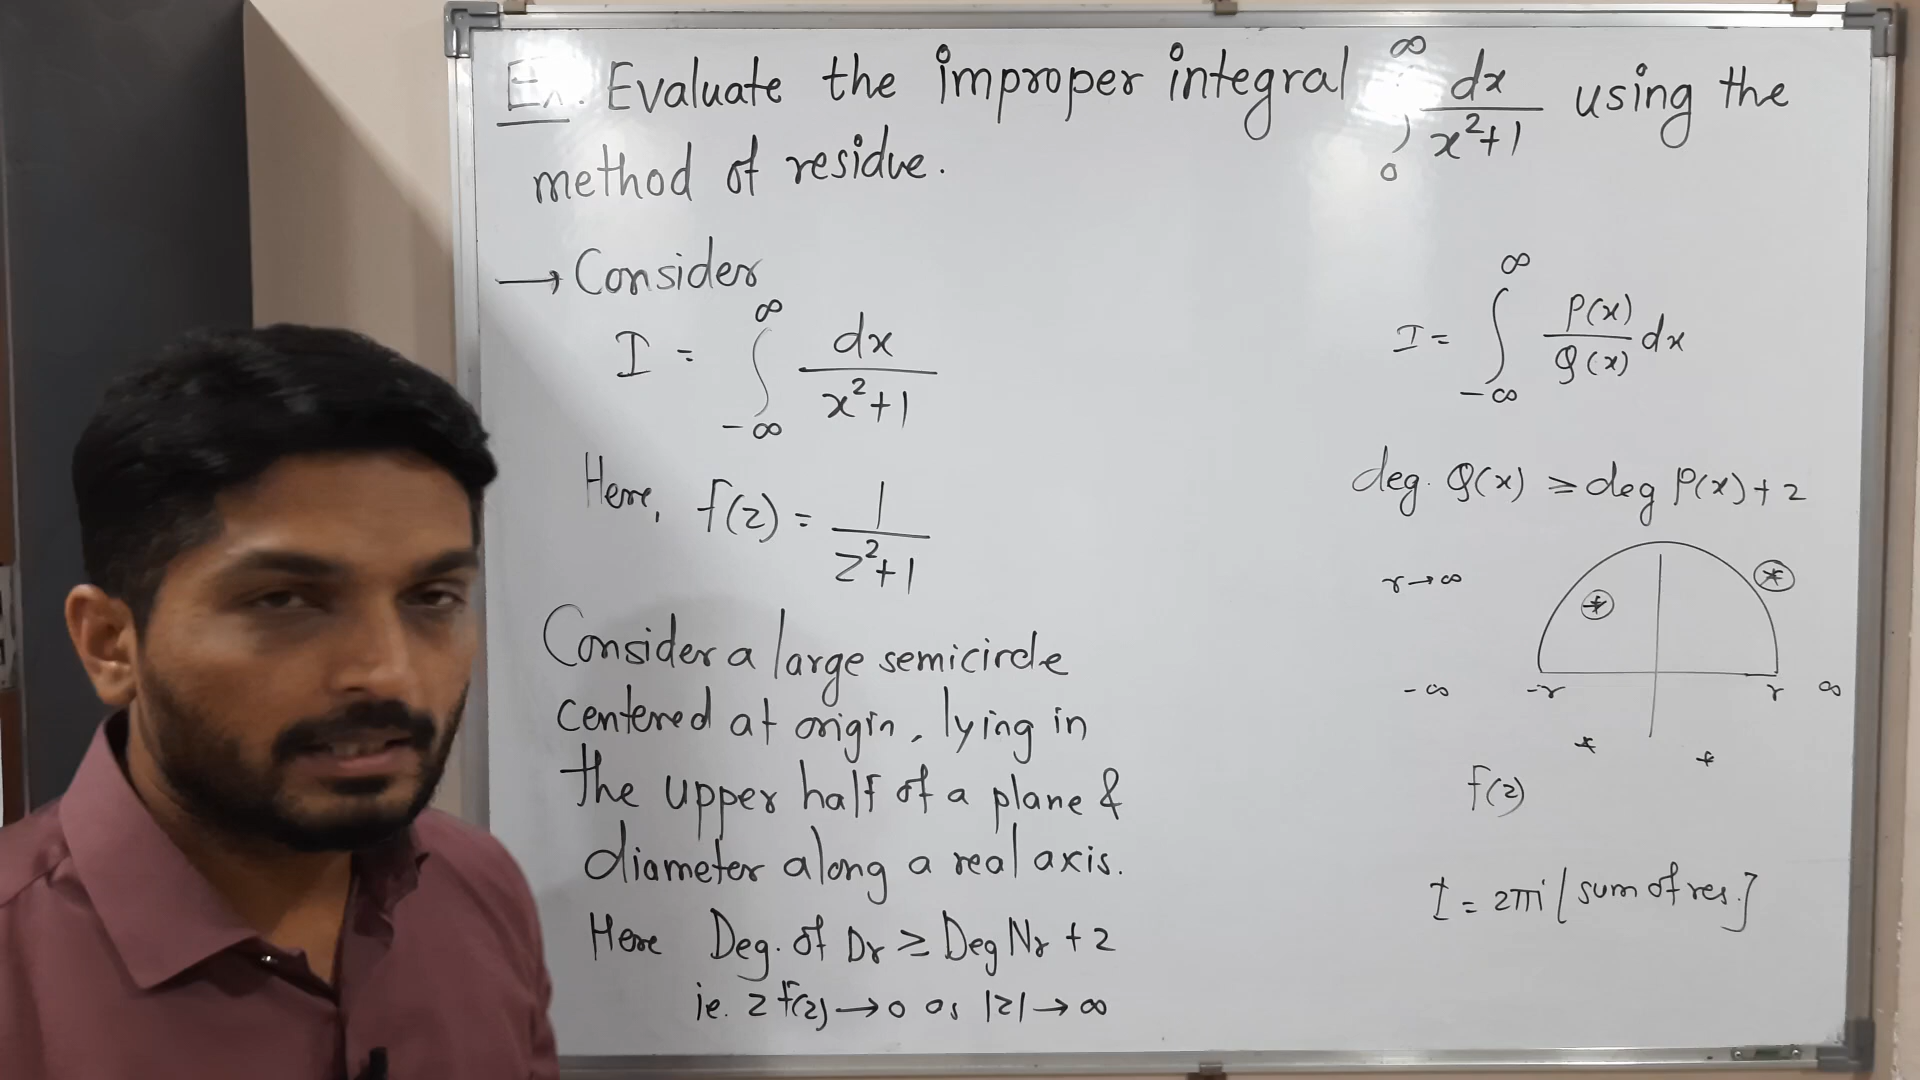 Ex. Evaluate the improper integral ∫₀^∞ dx/(x²+1) using the
method of residue.
→ Consider
I = ∫_{-∞}^{∞} dx/(x²+1)
Here, f(z) = 1/(z²+1)
Consider a large semicircle
centered at origin, lying in
the upper half of a plane &
diameter along a real axis.
Here Deg. of Dr ≥ Deg Nr + 2
ie. z f(z) → 0 as |z| → ∞
I = ∫_{-∞}^{∞} P(x)/Q(x) dx
deg. Q(x) ≥ deg P(x) + 2
r → ∞
-∞ -r r ∞
f(z)
I = 2πi [sum of res.]